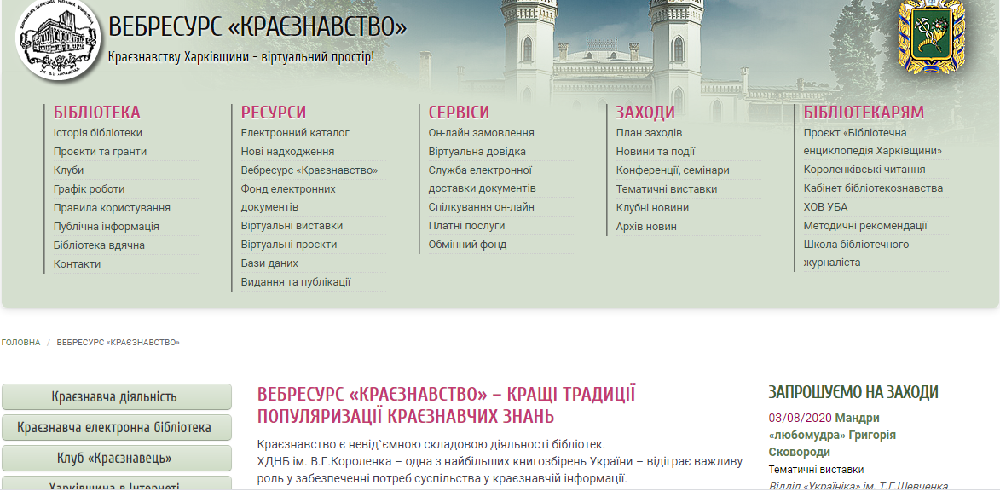 ВЕБРЕСУРС «КРАЄЗНАВСТВО»
Краєзнавству Харківщини - віртуальний простір!
БІБЛІОТЕКА
Історія бібліотеки
Проєкти та гранти
Клуби
Графік роботи
Правила користування
Публічна інформація
Бібліотека вдячна
Контакти
РЕСУРСИ
Електронний каталог
Нові надходження
Вебресурс «Краєзнавство»
Фонд електронних
документів
Віртуальні виставки
Віртуальні проєкти
Бази даних
Видання та публікації
СЕРВІСИ
Он-лайн замовлення
Віртуальна довідка
Служба електронної
доставки документів
Спілкування он-лайн
Платні послуги
Обмінний фонд
ЗАХОДИ
План заходів
Новини та події
Конференції, семінари
Тематичні виставки
Клубні новини
Архів новин
БІБЛІОТЕКАРЯМ
Проєкт «Бібліотечна
енциклопедія Харківщини»
Короленківські читання
Кабінет бібліотекознавства
ХОВ УБА
Методичні рекомендації
Школа бібліотечного
журналіста
ГОЛОВНА / ВЕБРЕСУРС «КРАЄЗНАВСТВО»
Краєзнавча діяльність
Краєзнавча електронна бібліотека
Клуб «Краєзнавець»
Харківщина в Інтернеті
ВЕБРЕСУРС «КРАЄЗНАВСТВО» – КРАЩІ ТРАДИЦІЇ
ПОПУЛЯРИЗАЦІЇ КРАЄЗНАВЧИХ ЗНАНЬ
Краєзнавство є невід`ємною складовою діяльності бібліотек.
ХДНБ ім. В.Г.Короленка – одна з найбільших книгозбірень України – відіграє важливу
роль у забезпеченні потреб суспільства у краєзнавчій інформації.
ЗАПРОШУЄМО НА ЗАХОДИ
03/08/2020 Мандри
«любомудра» Григорія
Сковороди
Тематичні виставки
Відділ «Україніка» ім. Т.Г.Шевченка